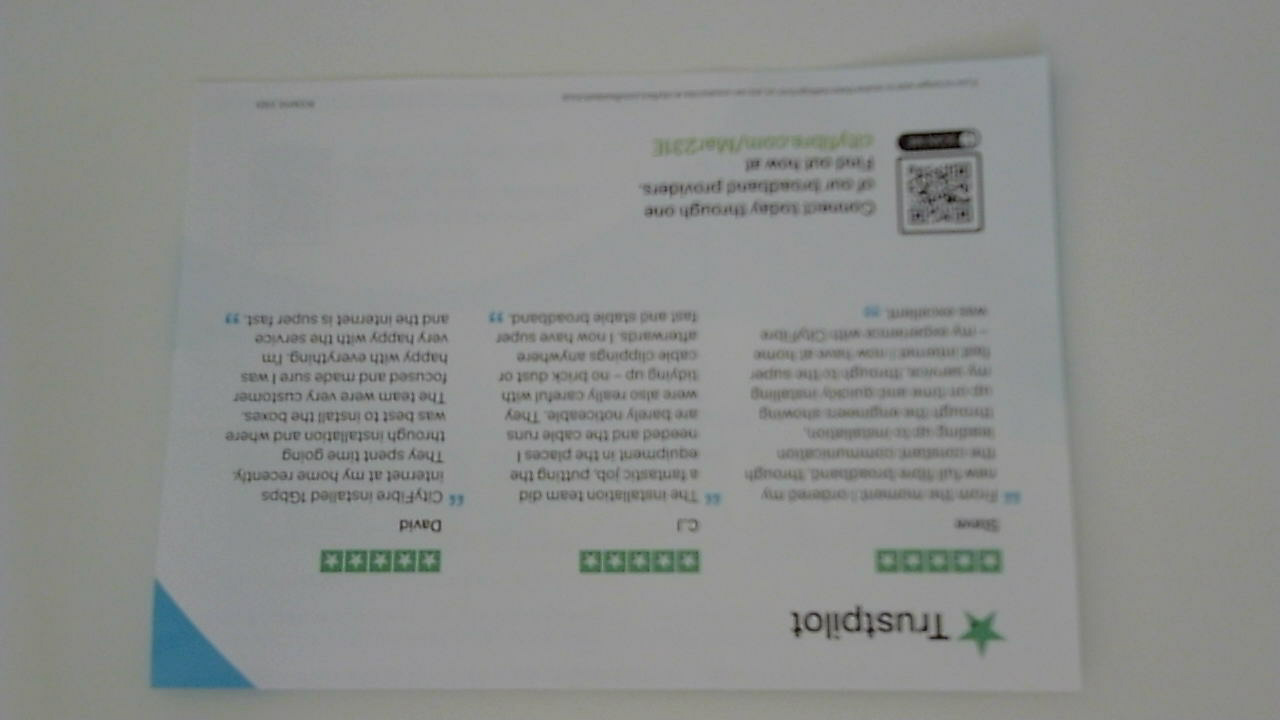 Trustpilot
Steve
"From the moment I ordered my
new full fibre broadband, through
the constant communication
leading up to installation,
through the engineers showing
up on time and quickly installing
my service, through to the super
fast internet I now have at home
– my experience with CityFibre
was excellent."
CJ
"The installation team did
a fantastic job, putting the
equipment in the places I
needed and the cable runs
are barely noticeable. They
were also really careful with
tidying up – no brick dust or
cable clippings anywhere
afterwards. I now have super
fast and stable broadband."
David
"CityFibre installed 1Gbps
internet at my home recently.
They spent time going
through installation and where
was best to install the boxes.
The team were very customer
focused and made sure I was
happy with everything. I'm
very happy with the service
and the internet is super fast."
Connect today through one
of our broadband providers.
Find out how at
cityfibre.com/Mar231E